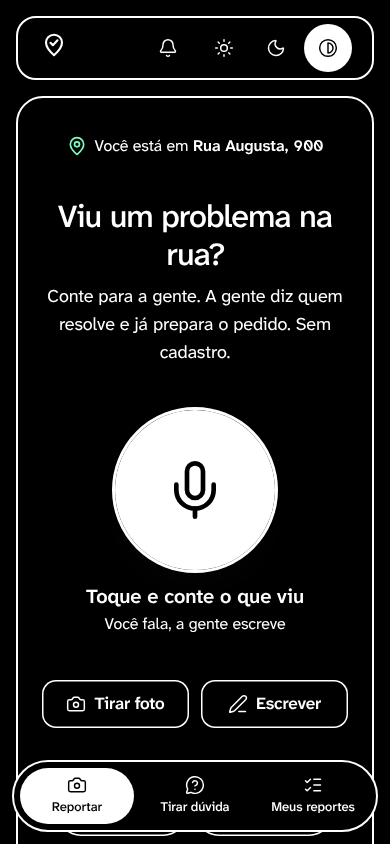 Você está em Rua Augusta, 900
Viu um problema na
rua?
Conte para a gente. A gente diz quem
resolve e já prepara o pedido. Sem
cadastro.
Toque e conte o que viu
Você fala, a gente escreve
Tirar foto
Escrever
Reportar
Tirar dúvida
Meus reportes